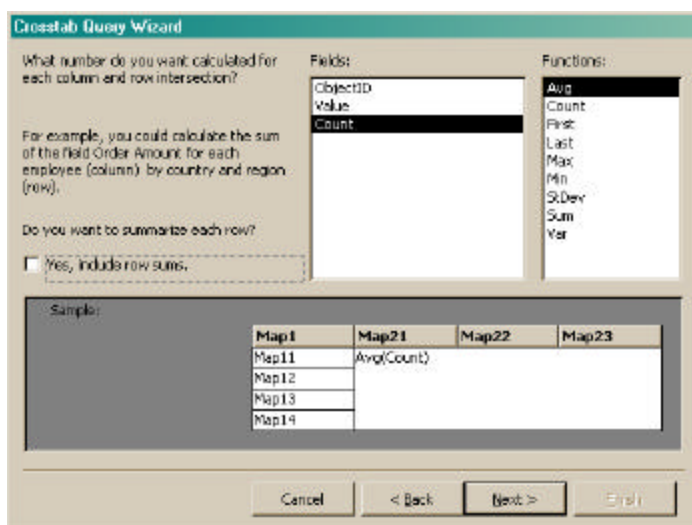 Crosstab Query Wizard
What number do you want calculated for
each column and row intersection?
For example, you could calculate the sum
of the field Order Amount for each
employee (column) by country and region
(row).
Do you want to summarize each row?
Yes, include row sums.
Fields:
ObjectID
Value
Count
Functions:
Avg
Count
First
Last
Max
Min
StDev
Sum
Var
Sample:
Map1 Map21 Map22 Map23
Map11 Avg(Count)
Map12
Map13
Map14
Cancel < Back Next > Finish